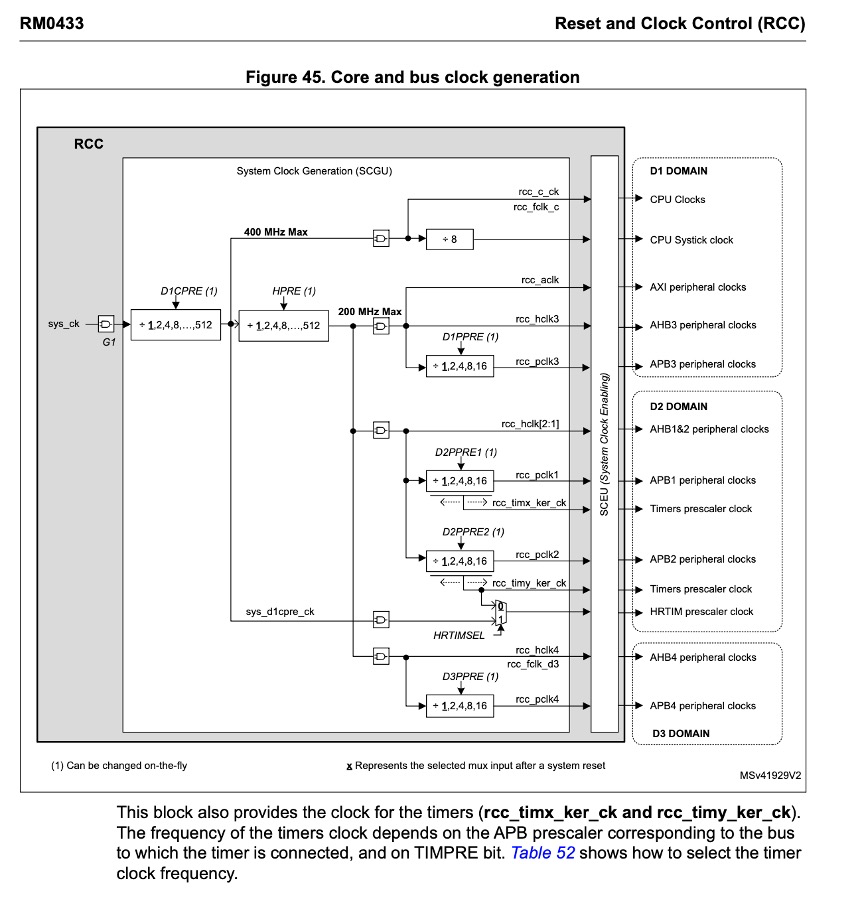 RM0433
Reset and Clock Control (RCC)
Figure 45. Core and bus clock generation
RCC
System Clock Generation (SCGU)
D1 DOMAIN
rcc_c_ck
CPU Clocks
rcc_fclk_c
400 MHz Max
÷ 8
CPU Systick clock
rcc_aclk
AXI peripheral clocks
D1CPRE (1)
HPRE (1)
200 MHz Max
sys_ck
÷ 1,2,4,8,...,512
÷ 1,2,4,8,...,512
rcc_hclk3
AHB3 peripheral clocks
G1
D1PPRE (1)
÷ 1,2,4,8,16
rcc_pclk3
APB3 peripheral clocks
SCEU (System Clock Enabling)
D2 DOMAIN
rcc_hclk[2:1]
AHB1&2 peripheral clocks
D2PPRE1 (1)
÷ 1,2,4,8,16
rcc_pclk1
APB1 peripheral clocks
rcc_timx_ker_ck
Timers prescaler clock
D2PPRE2 (1)
÷ 1,2,4,8,16
rcc_pclk2
APB2 peripheral clocks
rcc_timy_ker_ck
Timers prescaler clock
0
sys_d1cpre_ck
HRTIM prescaler clock
1
HRTIMSEL
rcc_hclk4
AHB4 peripheral clocks
rcc_fclk_d3
D3PPRE (1)
÷ 1,2,4,8,16
rcc_pclk4
APB4 peripheral clocks
D3 DOMAIN
(1) Can be changed on-the-fly
x Represents the selected mux input after a system reset
MSv41929V2
This block also provides the clock for the timers (rcc_timx_ker_ck and rcc_timy_ker_ck).
The frequency of the timers clock depends on the APB prescaler corresponding to the bus
to which the timer is connected, and on TIMPRE bit. Table 52 shows how to select the timer
clock frequency.